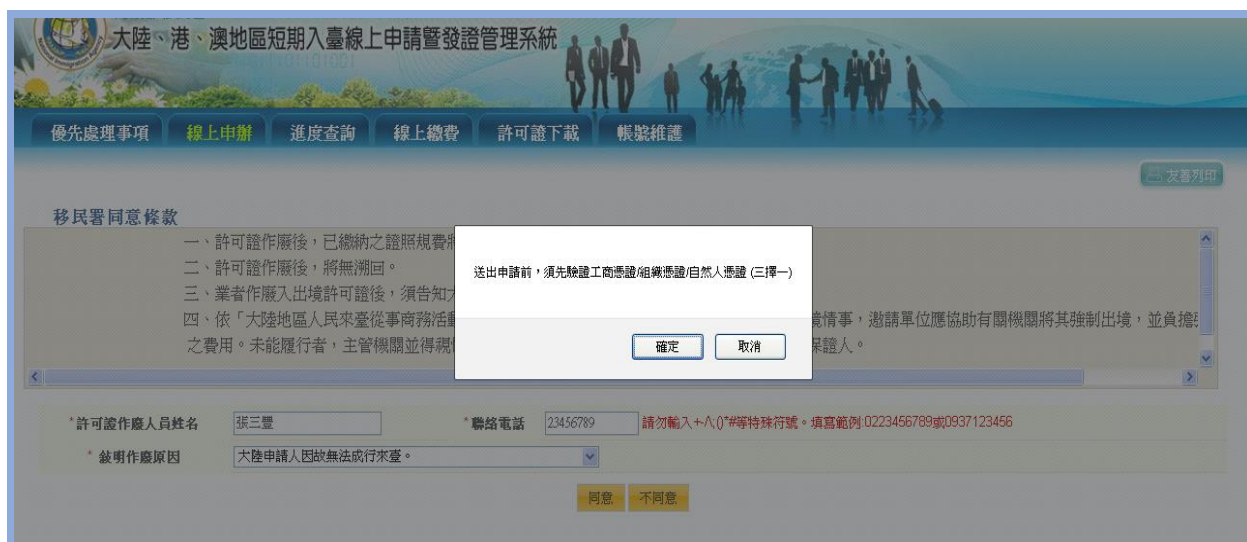 大陸、港、澳地區短期入臺線上申請暨發證管理系統
優先處理事項 線上申辦 進度查詢 線上繳費 許可證下載 帳號維護
友善列印
移民署同意條款
一、許可證作廢後，已繳納之證照規費
二、許可證作廢後，將無溯回。
三、業者作廢入出境許可證後，須告知
四、依「大陸地區人民來臺從事商務活動
境情事，邀請單位應協助有關機關將其強制出境，並負擔
之費用。未能履行者，主管機關並得視
保證人。
送出申請前，須先驗證工商憑證/組織憑證/自然人憑證 (三擇一)
確定 取消
*許可證作廢人員姓名 張三豐 *聯絡電話 23456789 請勿輸入+-/\;()*#等特殊符號。填寫範例:0223456789或0937123456
*敘明作廢原因 大陸申請人因故無法成行來臺。
同意 不同意